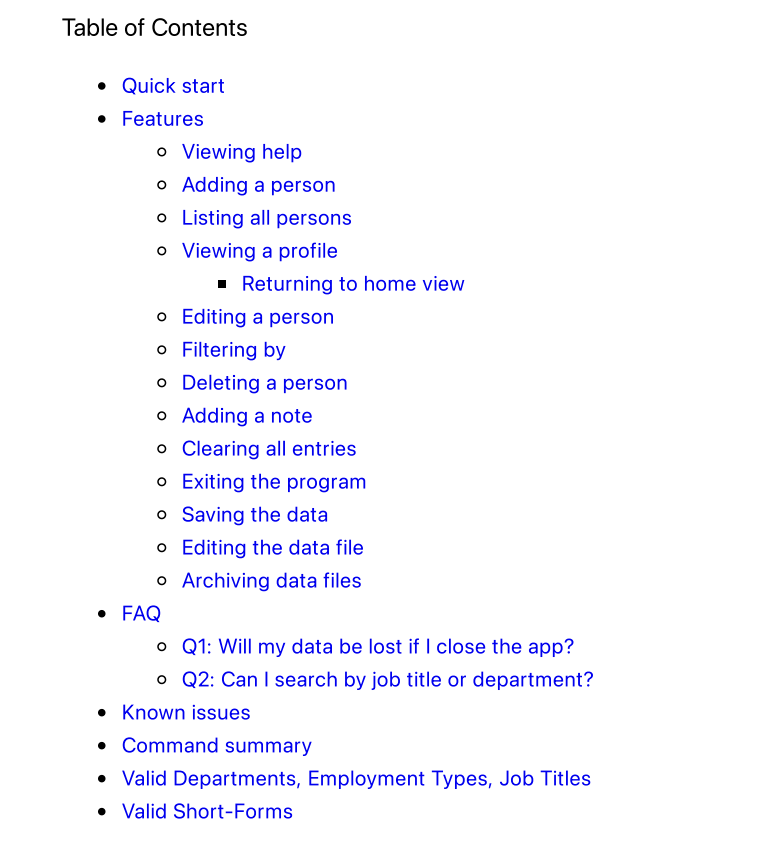 Table of Contents
Quick start
Features
Viewing help
Adding a person
Listing all persons
Viewing a profile
Returning to home view
Editing a person
Filtering by
Deleting a person
Adding a note
Clearing all entries
Exiting the program
Saving the data
Editing the data file
Archiving data files
FAQ
Q1: Will my data be lost if I close the app?
Q2: Can I search by job title or department?
Known issues
Command summary
Valid Departments, Employment Types, Job Titles
Valid Short-Forms